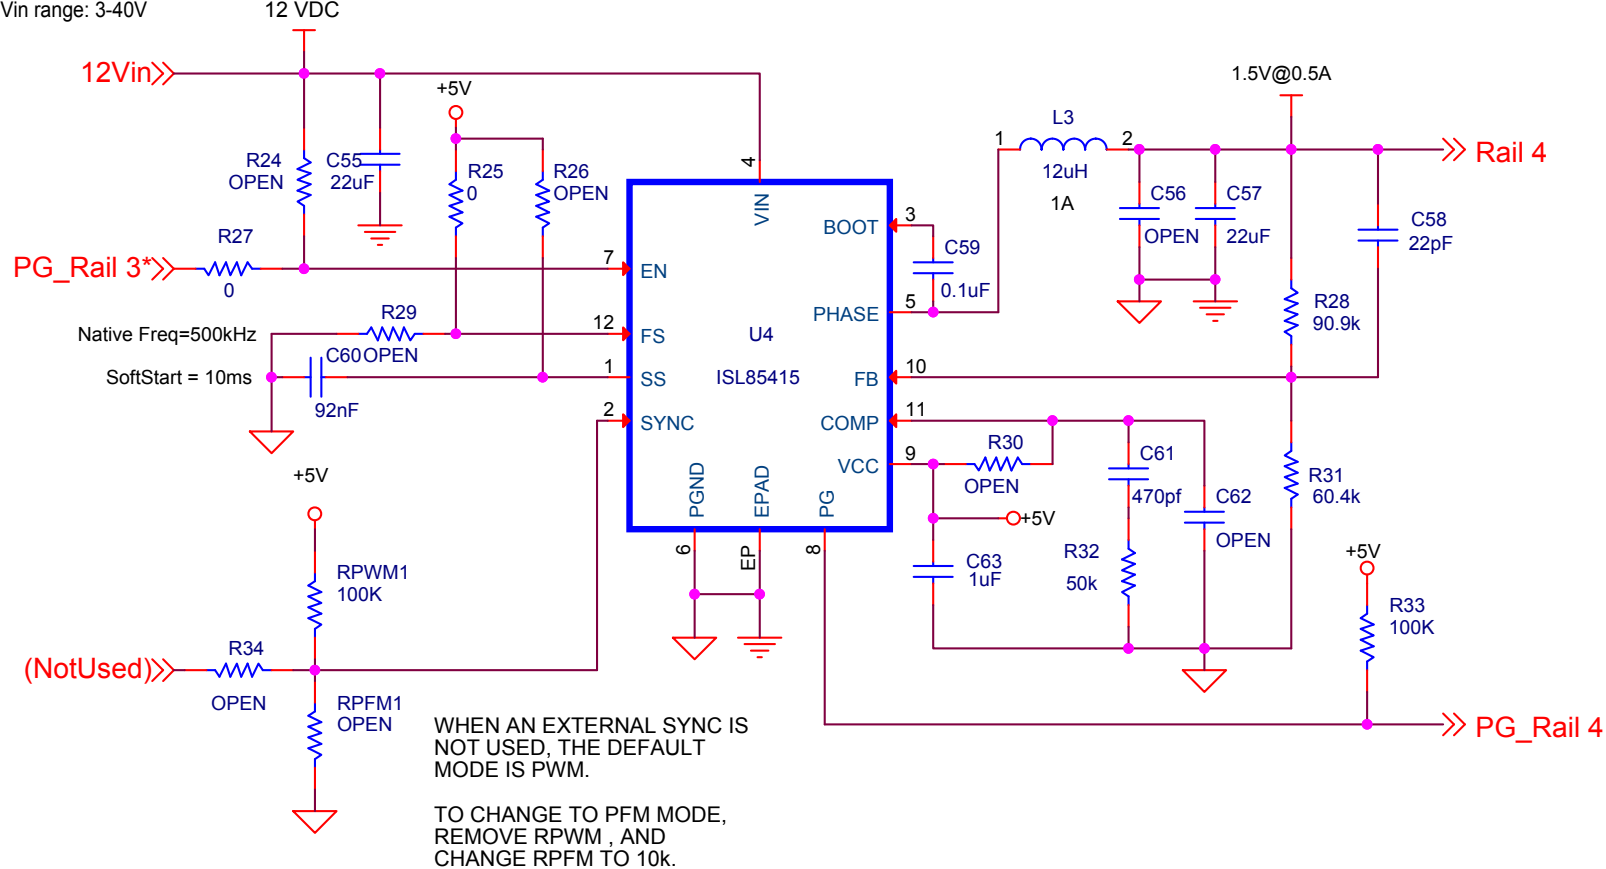 Vin range: 3-40V
12 VDC
12Vin
+5V
1.5V@0.5A
L3
1
2
12uH
1A
Rail 4
R24
OPEN
C55
22uF
R25
0
R26
OPEN
4
VIN
C56
OPEN
C57
22uF
C58
22pF
R27
0
PG_Rail 3*
7
EN
BOOT
3
C59
0.1uF
PHASE
5
R28
90.9k
Native Freq=500kHz
R29
OPEN
12
FS
U4
ISL85415
SoftStart = 10ms
C60
92nF
1
SS
FB
10
2
SYNC
COMP
11
VCC
9
R30
OPEN
C61
470pf
C62
OPEN
R31
60.4k
+5V
PGND
EPAD
PG
6
EP
8
+5V
C63
1uF
R32
50k
+5V
R33
100K
RPWM1
100K
(NotUsed)
R34
OPEN
RPFM1
OPEN
PG_Rail 4
WHEN AN EXTERNAL SYNC IS
NOT USED, THE DEFAULT
MODE IS PWM.
TO CHANGE TO PFM MODE,
REMOVE RPWM , AND
CHANGE RPFM TO 10k.